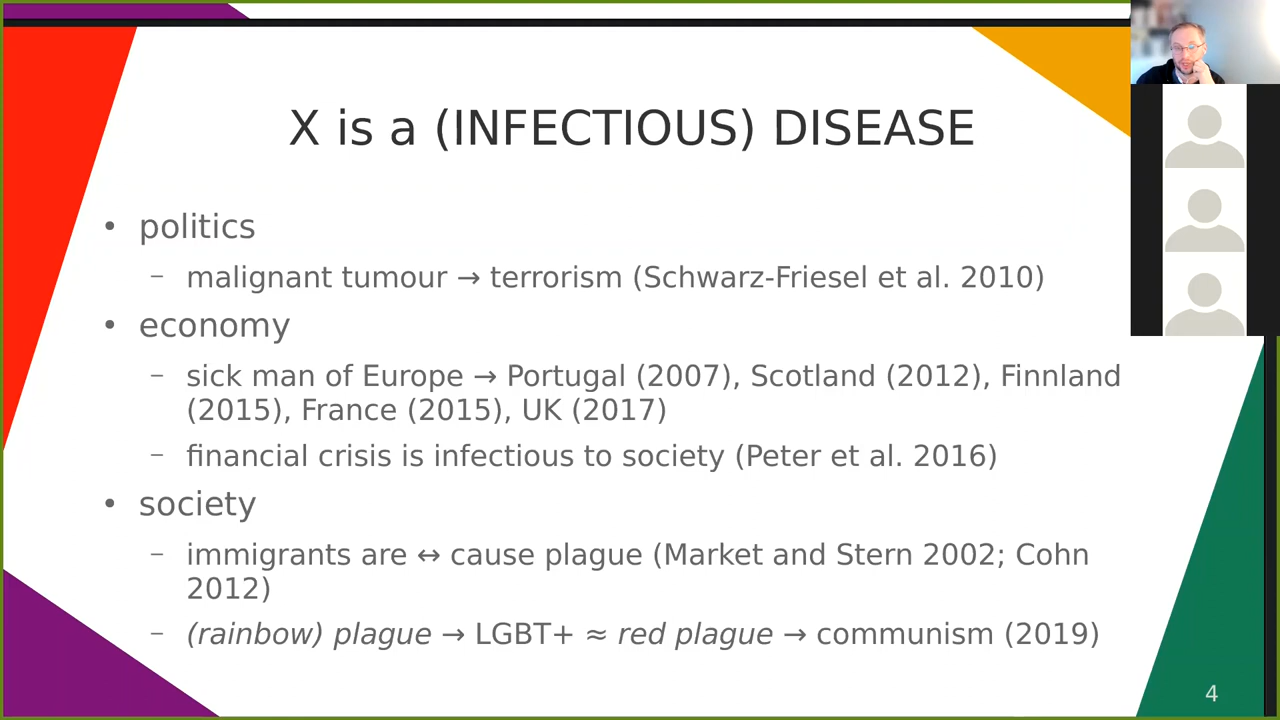 X is a (INFECTIOUS) DISEASE
• politics
– malignant tumour → terrorism (Schwarz-Friesel et al. 2010)
• economy
– sick man of Europe → Portugal (2007), Scotland (2012), Finnland
(2015), France (2015), UK (2017)
– financial crisis is infectious to society (Peter et al. 2016)
• society
– immigrants are ↔ cause plague (Market and Stern 2002; Cohn
2012)
– (rainbow) plague → LGBT+ ≈ red plague → communism (2019)
4